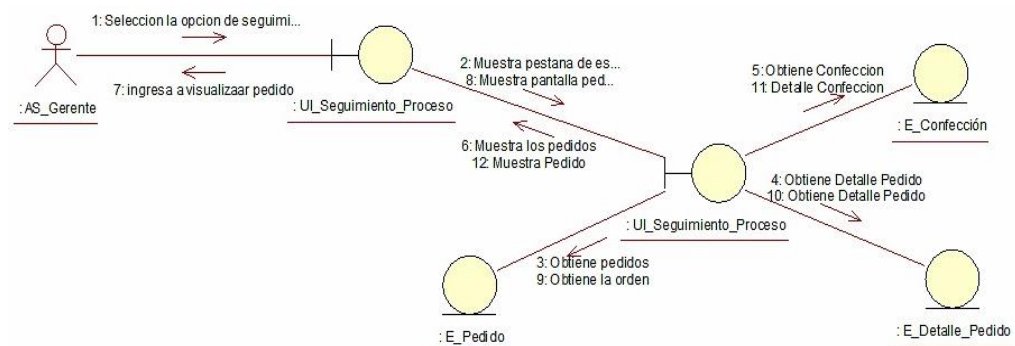 1: Seleccion la opcion de seguimi...
7: ingresa a visualizaar pedido
: AS_Gerente
: UI_Seguimiento_Proceso
2: Muestra pestana de es...
8: Muestra pantalla ped...
6: Muestra los pedidos
12: Muestra Pedido
5: Obtiene Confeccion
11: Detalle Confeccion
: E_Confección
4: Obtiene Detalle Pedido
10: Obtiene Detalle Pedido
: UI_Seguimiento_Proceso
3: Obtiene pedidos
9: Obtiene la orden
: E_Pedido
: E_Detalle_Pedido